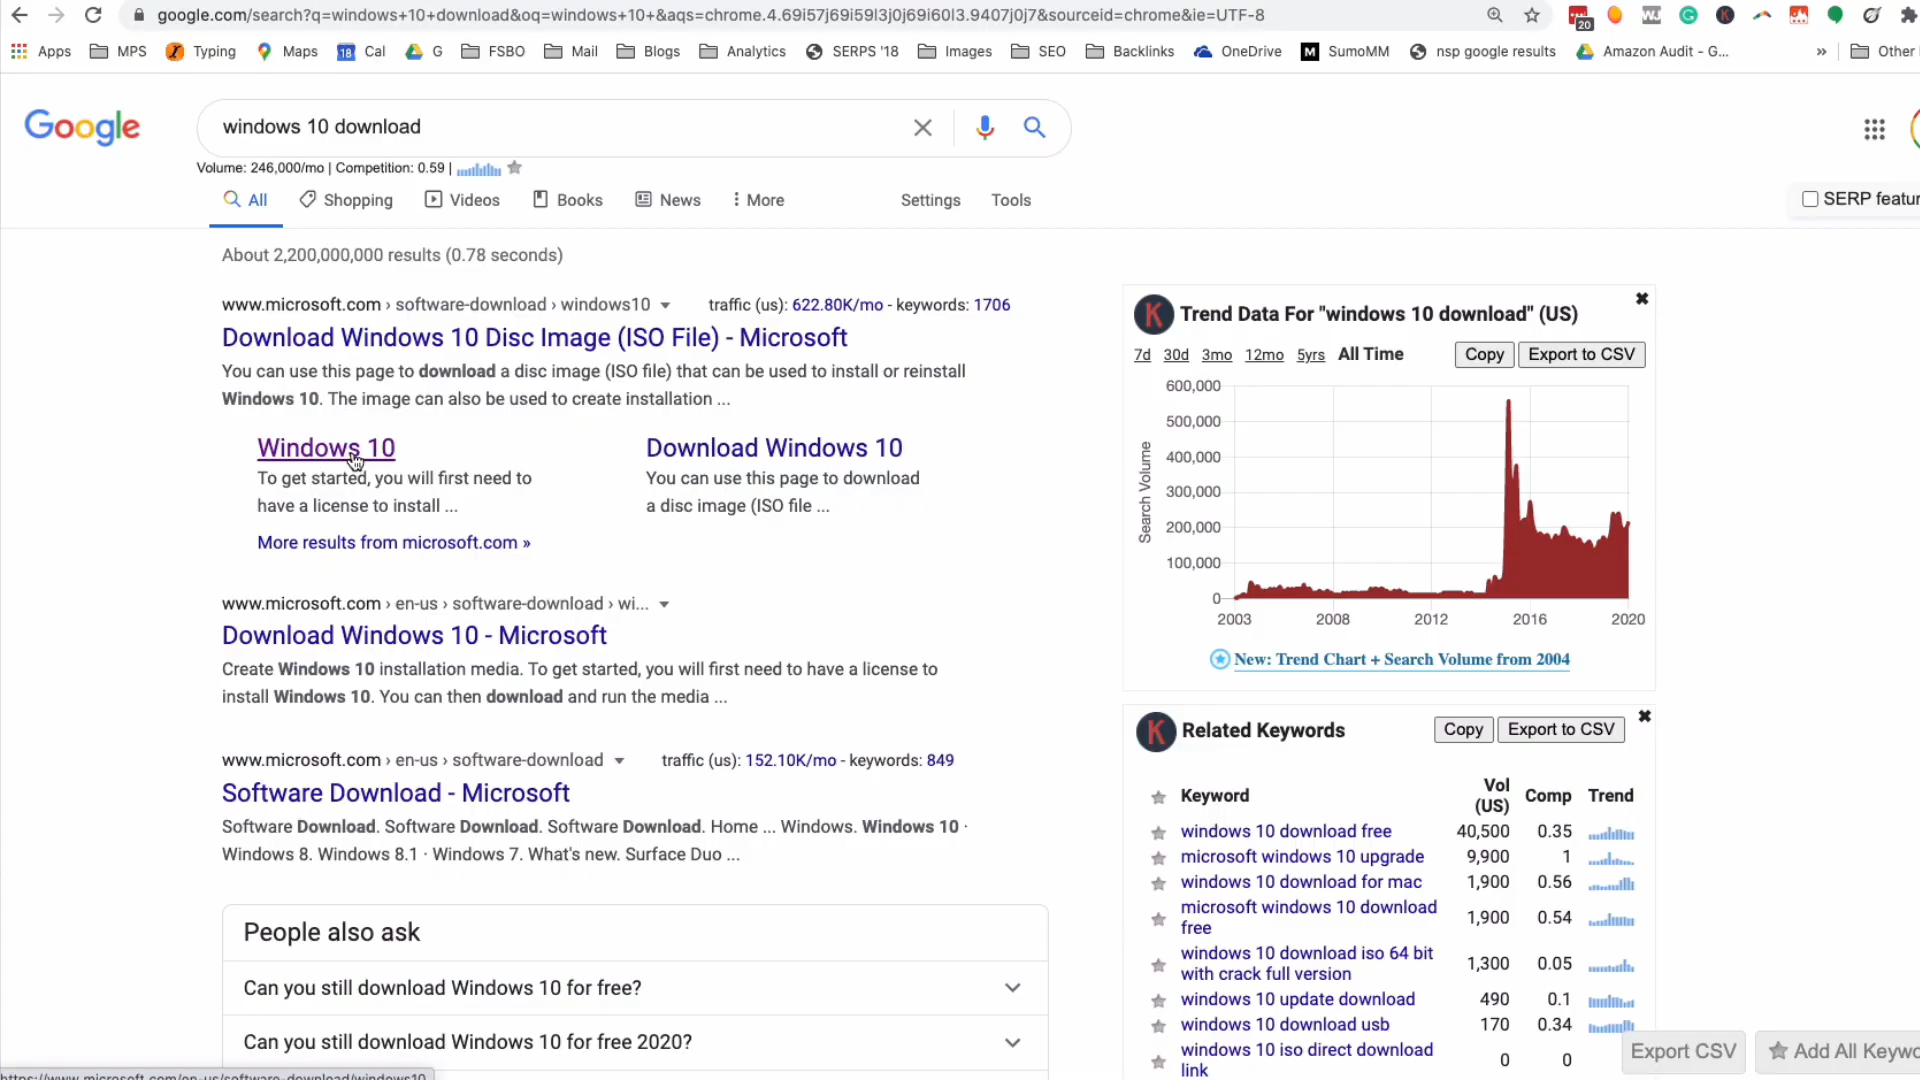 google.com/search?q=windows+10+download&oq=windows+10+&aqs=chrome.4.69i57j69i59l3j0j69i60l3.9407j0j7&sourceid=chrome&ie=UTF-8
20
Apps MPS Typing Maps 18 Cal G FSBO Mail Blogs Analytics SERPS '18 Images SEO Backlinks OneDrive M SumoMM nsp google results Amazon Audit - G... » Other
Google
windows 10 download
Volume: 246,000/mo | Competition: 0.59 |
All Shopping Videos Books News More Settings Tools
SERP featur
About 2,200,000,000 results (0.78 seconds)
www.microsoft.com › software-download › windows10 traffic (us): 622.80K/mo - keywords: 1706
Download Windows 10 Disc Image (ISO File) - Microsoft
You can use this page to download a disc image (ISO file) that can be used to install or reinstall
Windows 10. The image can also be used to create installation ...
Windows 10
To get started, you will first need to
have a license to install ...
Download Windows 10
You can use this page to download
a disc image (ISO file ...
More results from microsoft.com »
www.microsoft.com › en-us › software-download › wi...
Download Windows 10 - Microsoft
Create Windows 10 installation media. To get started, you will first need to have a license to
install Windows 10. You can then download and run the media ...
www.microsoft.com › en-us › software-download traffic (us): 152.10K/mo - keywords: 849
Software Download - Microsoft
Software Download. Software Download. Software Download. Home ... Windows. Windows 10 ·
Windows 8. Windows 8.1 · Windows 7. What's new. Surface Duo ...
People also ask
Can you still download Windows 10 for free?
Can you still download Windows 10 for free 2020?
https://www.microsoft.com/en-us/software-download/windows10
K Trend Data For "windows 10 download" (US)
7d 30d 3mo 12mo 5yrs All Time Copy Export to CSV
Search Volume
600,000
500,000
400,000
300,000
200,000
100,000
0
2003 2008 2012 2016 2020
New: Trend Chart + Search Volume from 2004
K Related Keywords Copy Export to CSV
Keyword Vol (US) Comp Trend
windows 10 download free 40,500 0.35
microsoft windows 10 upgrade 9,900 1
windows 10 download for mac 1,900 0.56
microsoft windows 10 download
free 1,900 0.54
windows 10 download iso 64 bit
with crack full version 1,300 0.05
windows 10 update download 490 0.1
windows 10 download usb 170 0.34
windows 10 iso direct download
link 0 0
Export CSV Add All Keywo